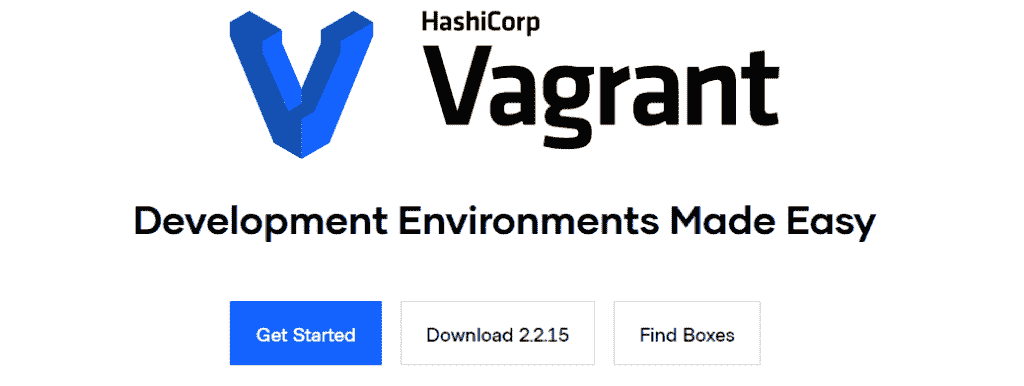 HashiCorp
Vagrant
Development Environments Made Easy
Get Started
Download 2.2.15
Find Boxes